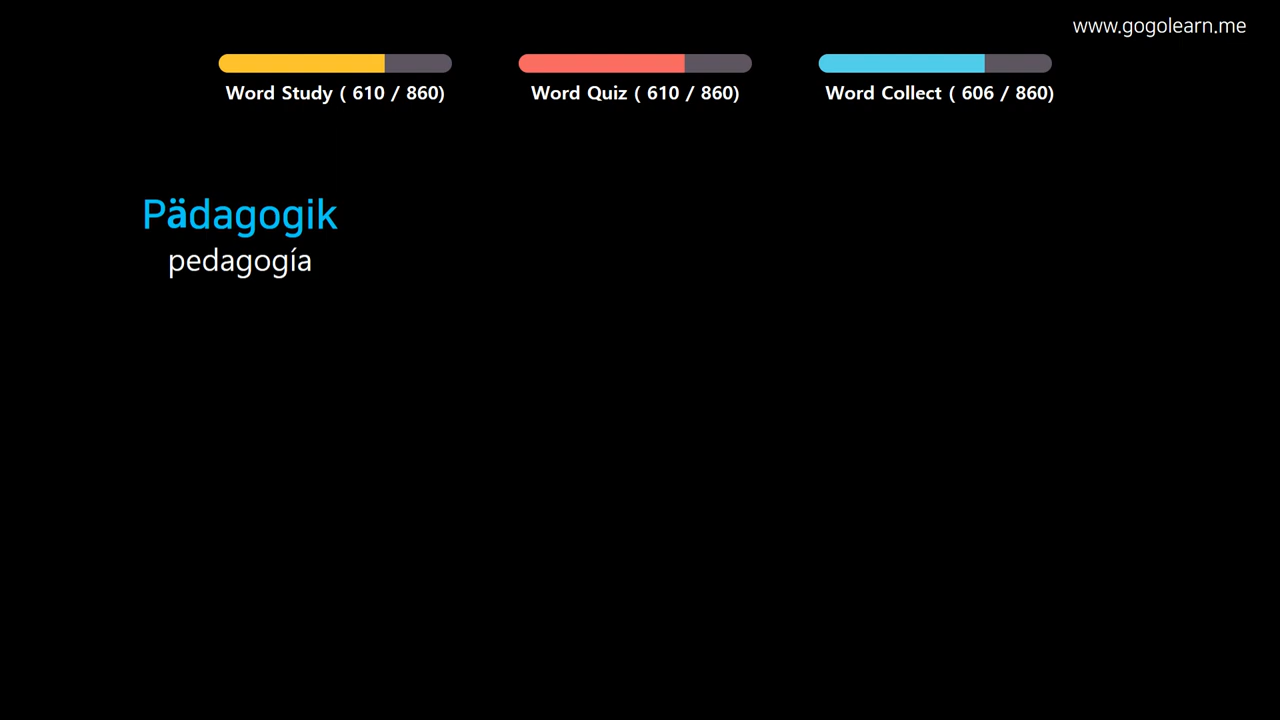 www.gogolearn.me
Word Study ( 610 / 860)
Word Quiz ( 610 / 860)
Word Collect ( 606 / 860)
Pädagogik
pedagogía